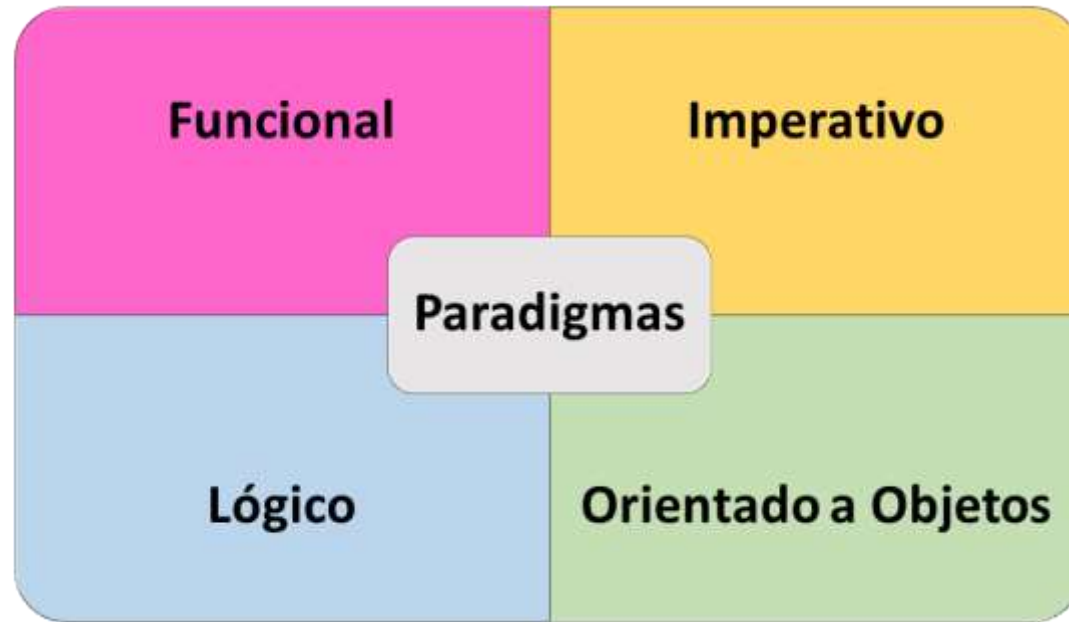 Funcional
Imperativo
Paradigmas
Lógico
Orientado a Objetos